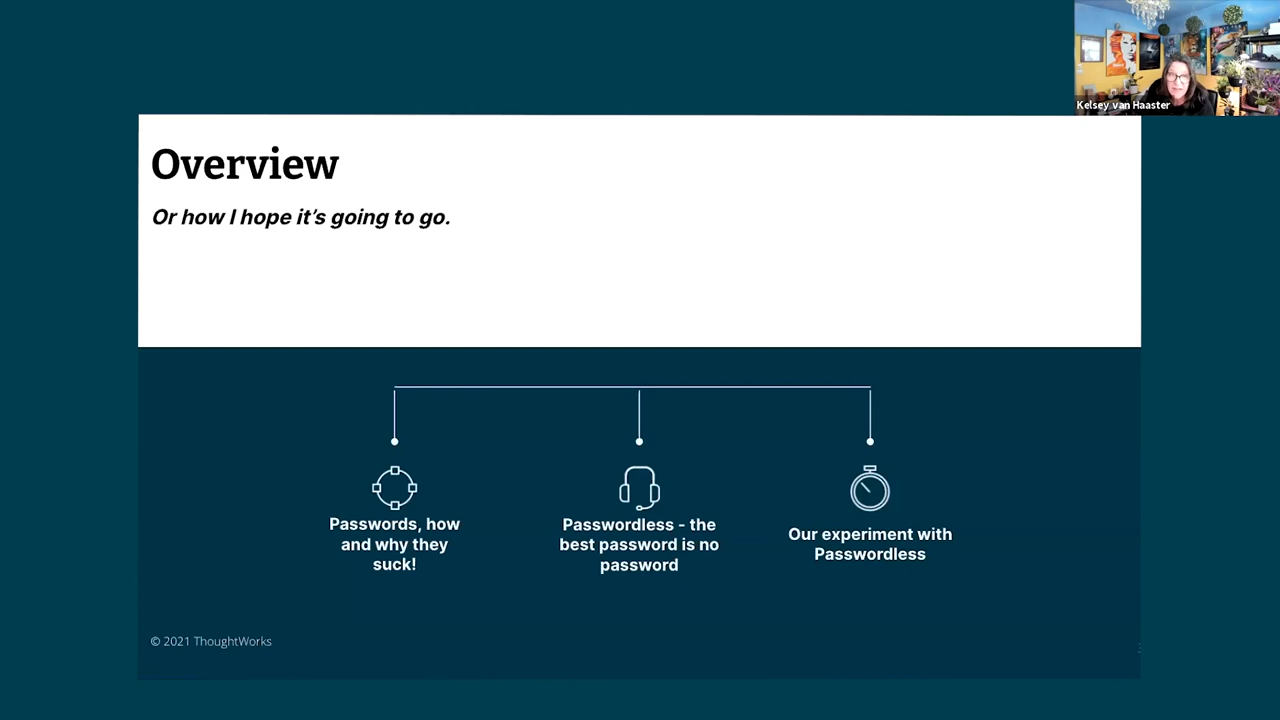 Kelsey van Haaster
Overview
Or how I hope it's going to go.
Passwords, how
and why they
suck!
Passwordless - the
best password is no
password
Our experiment with
Passwordless
© 2021 ThoughtWorks